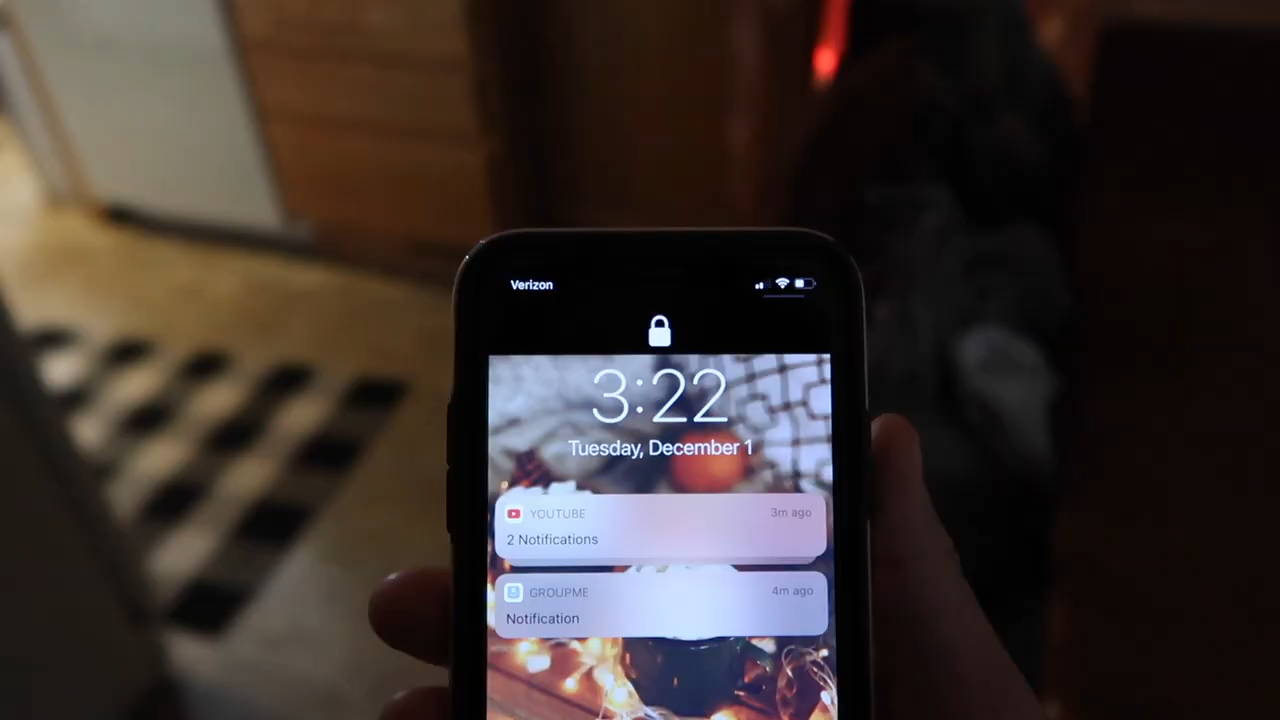 Verizon
3:22
Tuesday, December 1
YOUTUBE 3m ago
2 Notifications
GROUPME 4m ago
Notification